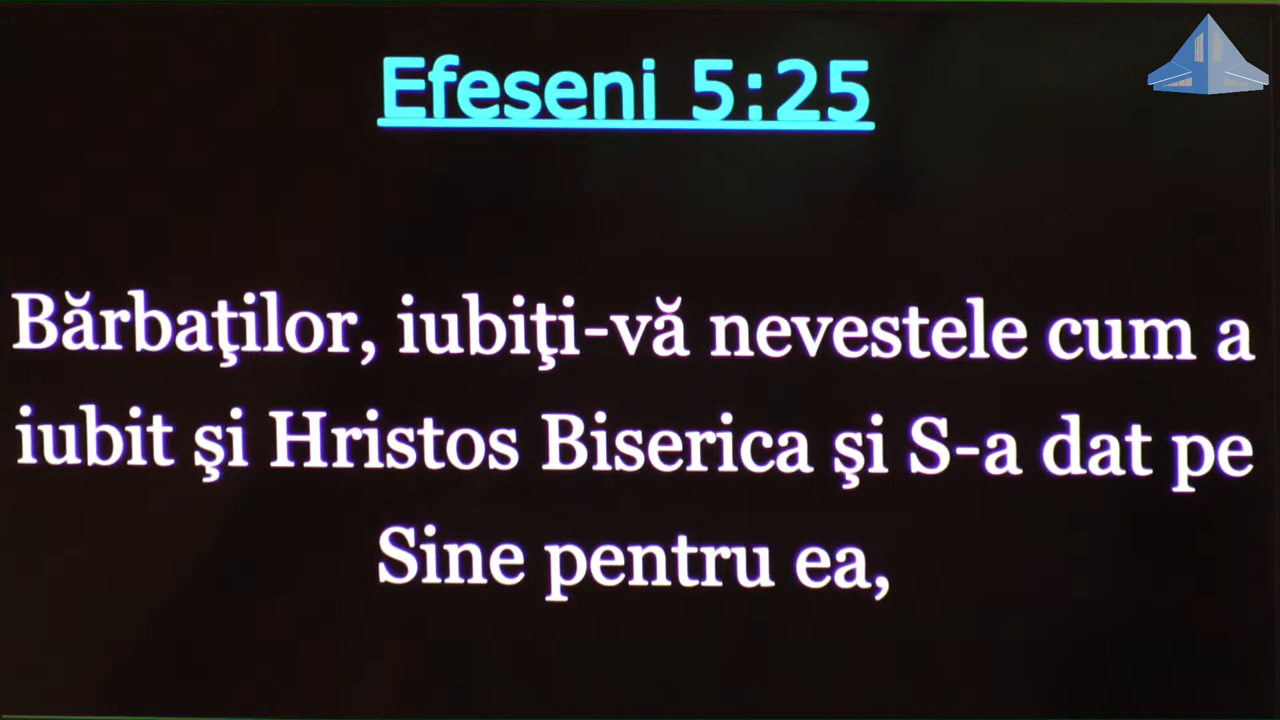 Efeseni 5:25
Bărbaţilor, iubiţi-vă nevestele cum a
iubit şi Hristos Biserica şi S-a dat pe
Sine pentru ea,